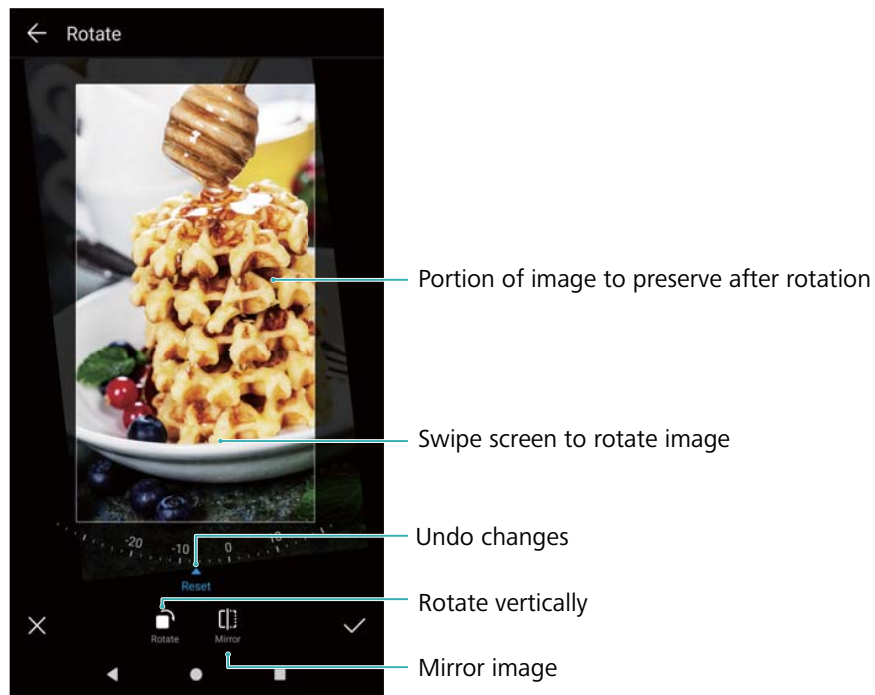 Rotate
Portion of image to preserve after rotation
Swipe screen to rotate image
-20 -10 0 10
Undo changes
Reset
Rotate vertically
Rotate Mirror
Mirror image